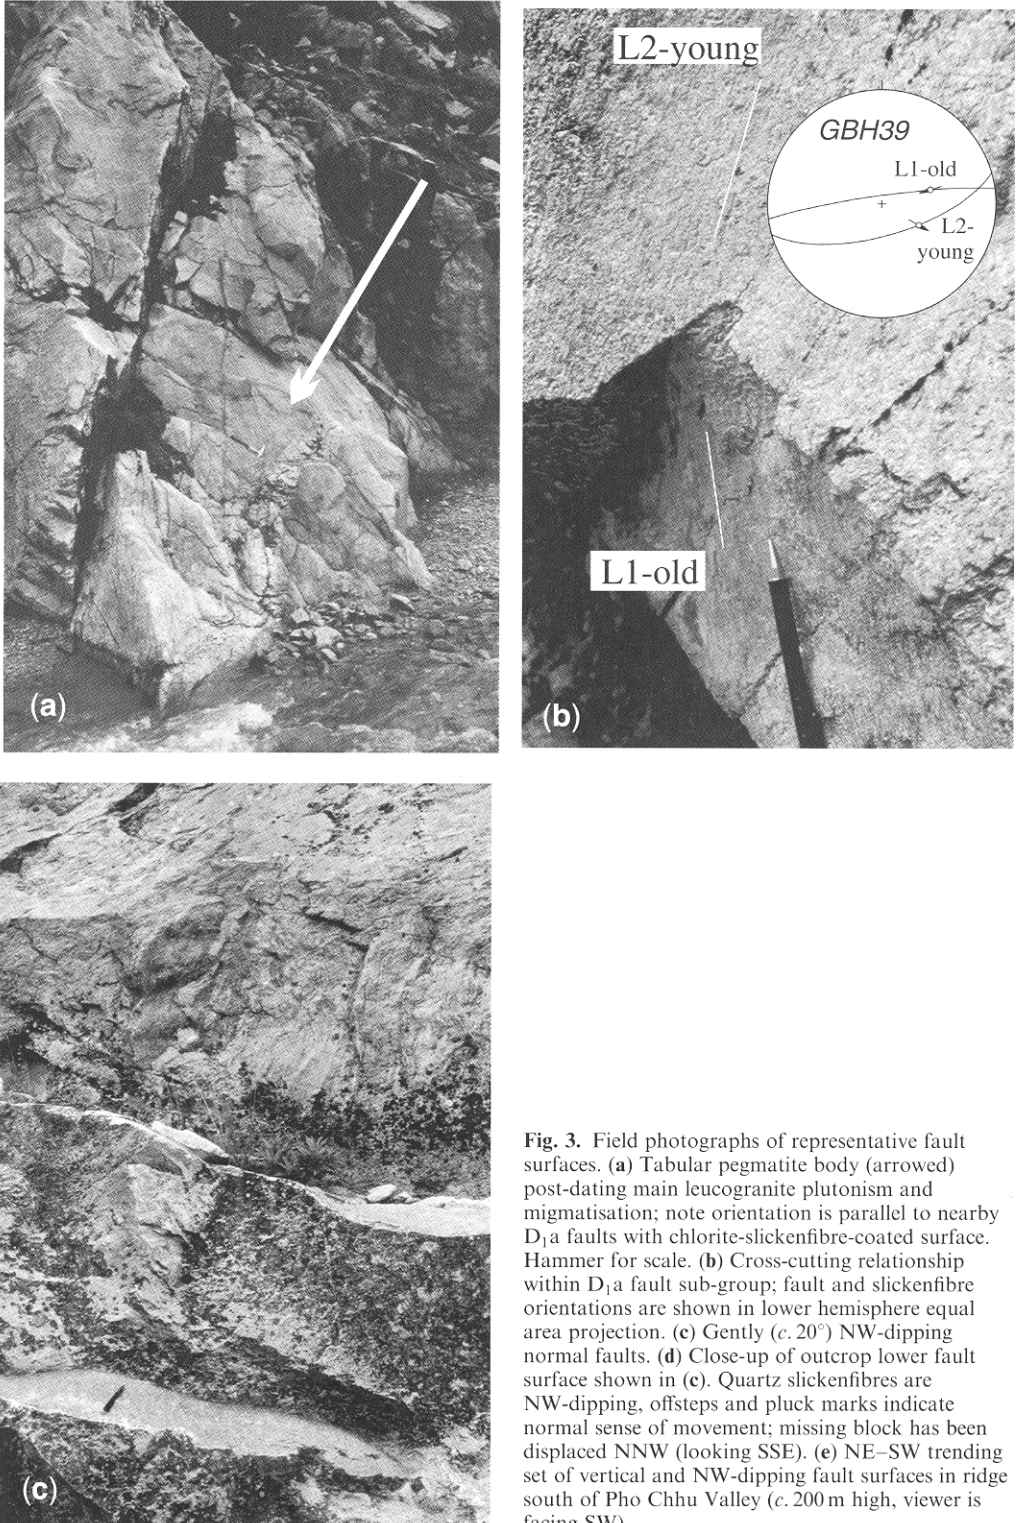 L2-young
GBH39
L1-old
L2-
young
L1-old
(a)
(b)
(c)
Fig. 3. Field photographs of representative fault
surfaces. (a) Tabular pegmatite body (arrowed)
post-dating main leucogranite plutonism and
migmatisation; note orientation is parallel to nearby
D₁a faults with chlorite-slickenfibre-coated surface.
Hammer for scale. (b) Cross-cutting relationship
within D₁a fault sub-group; fault and slickenfibre
orientations are shown in lower hemisphere equal
area projection. (c) Gently (c. 20°) NW-dipping
normal faults. (d) Close-up of outcrop lower fault
surface shown in (c). Quartz slickenfibres are
NW-dipping, offsteps and pluck marks indicate
normal sense of movement; missing block has been
displaced NNW (looking SSE). (e) NE–SW trending
set of vertical and NW-dipping fault surfaces in ridge
south of Pho Chhu Valley (c. 200 m high, viewer is
facing SW)